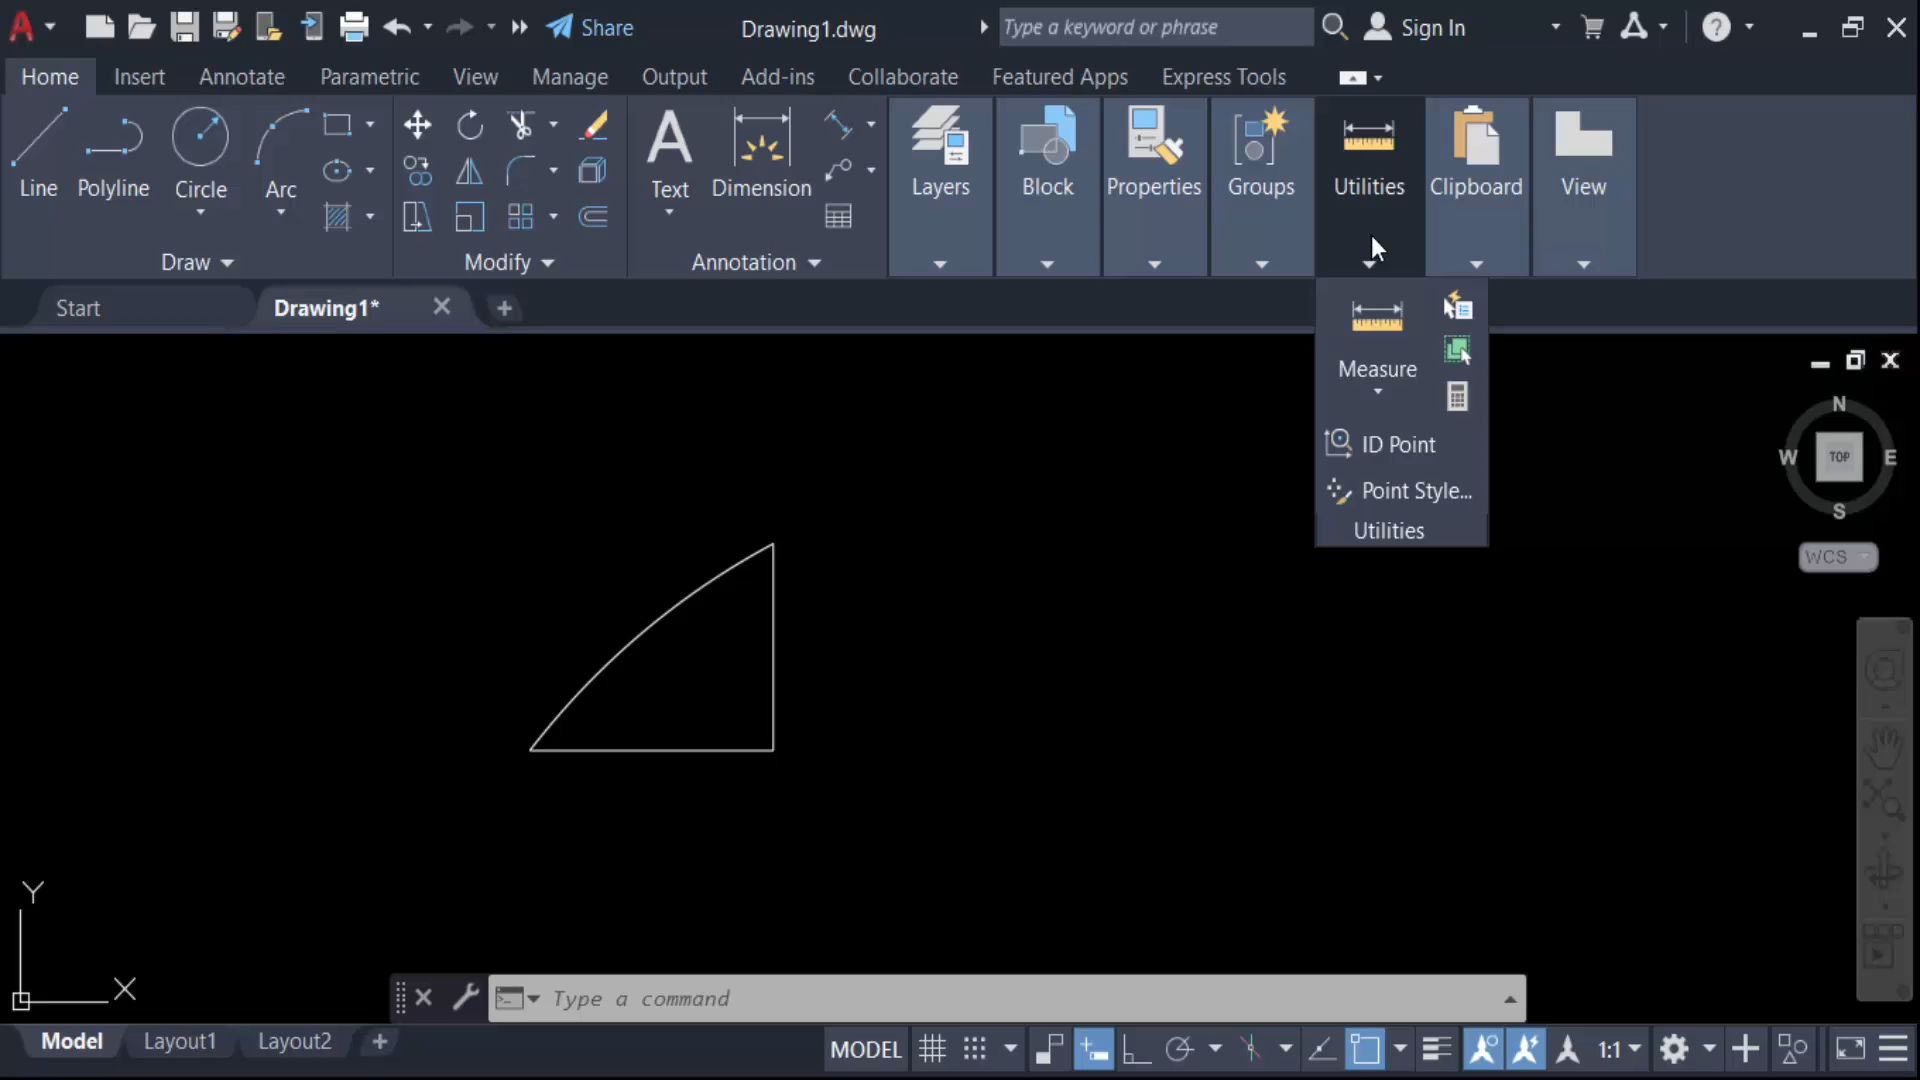 Share
Drawing1.dwg
Type a keyword or phrase
Sign In
Home
Insert
Annotate
Parametric
View
Manage
Output
Add-ins
Collaborate
Featured Apps
Express Tools
Line
Polyline
Circle
Arc
Text
Dimension
Layers
Block
Properties
Groups
Utilities
Clipboard
View
Draw
Modify
Annotation
Start
Drawing1*
Measure
ID Point
Point Style...
Utilities
N
W
TOP
E
S
WCS
Y
X
Type a command
Model
Layout1
Layout2
MODEL
1:1